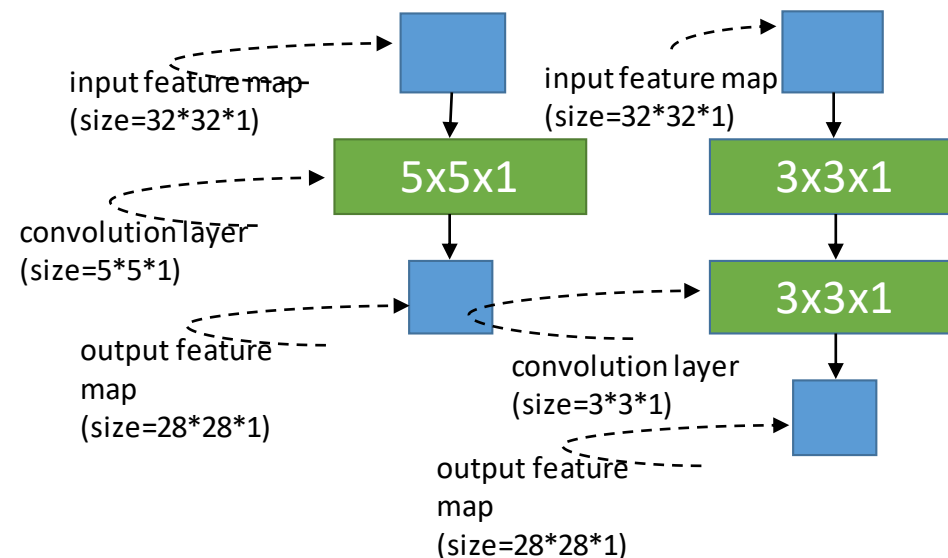 input feature map
(size=32*32*1)
5x5x1
convolution layer
(size=5*5*1)
output feature
map
(size=28*28*1)
input feature map
(size=32*32*1)
3x3x1
3x3x1
convolution layer
(size=3*3*1)
output feature
map
(size=28*28*1)